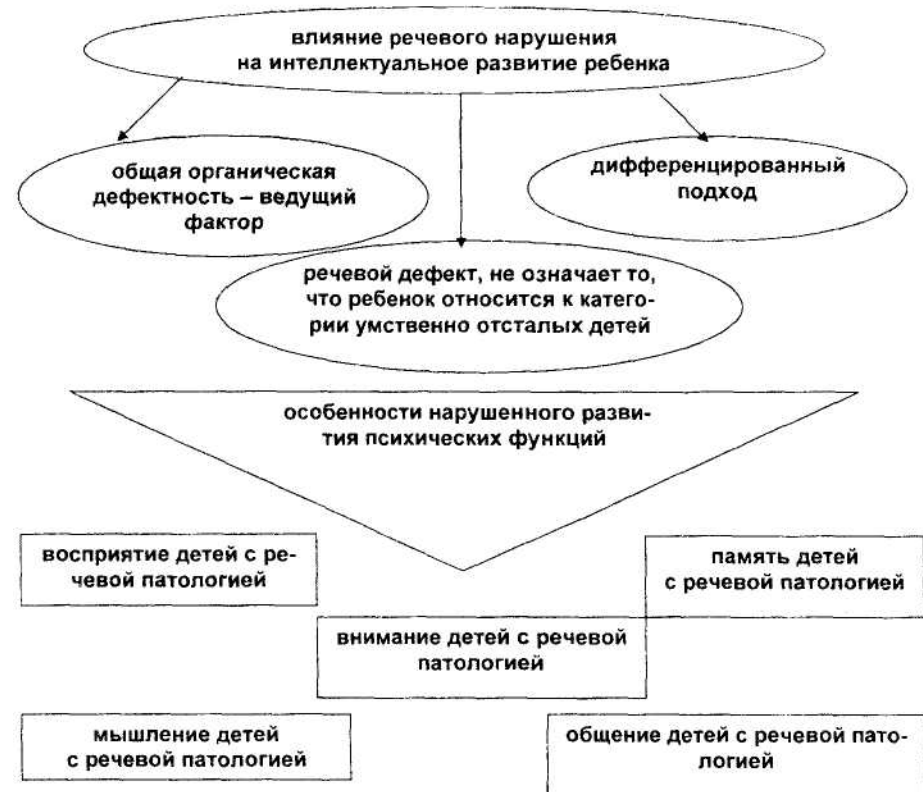 влияние речевого нарушения
на интеллектуальное развитие ребенка
общая органическая
дефектность – ведущий
фактор
дифференцированный
подход
речевой дефект, не означает то,
что ребенок относится к катего-
рии умственно отсталых детей
особенности нарушенного разви-
тия психических функций
восприятие детей с ре-
чевой патологией
память детей
с речевой патологией
внимание детей с речевой
патологией
мышление детей
с речевой патологией
общение детей с речевой пато-
логией